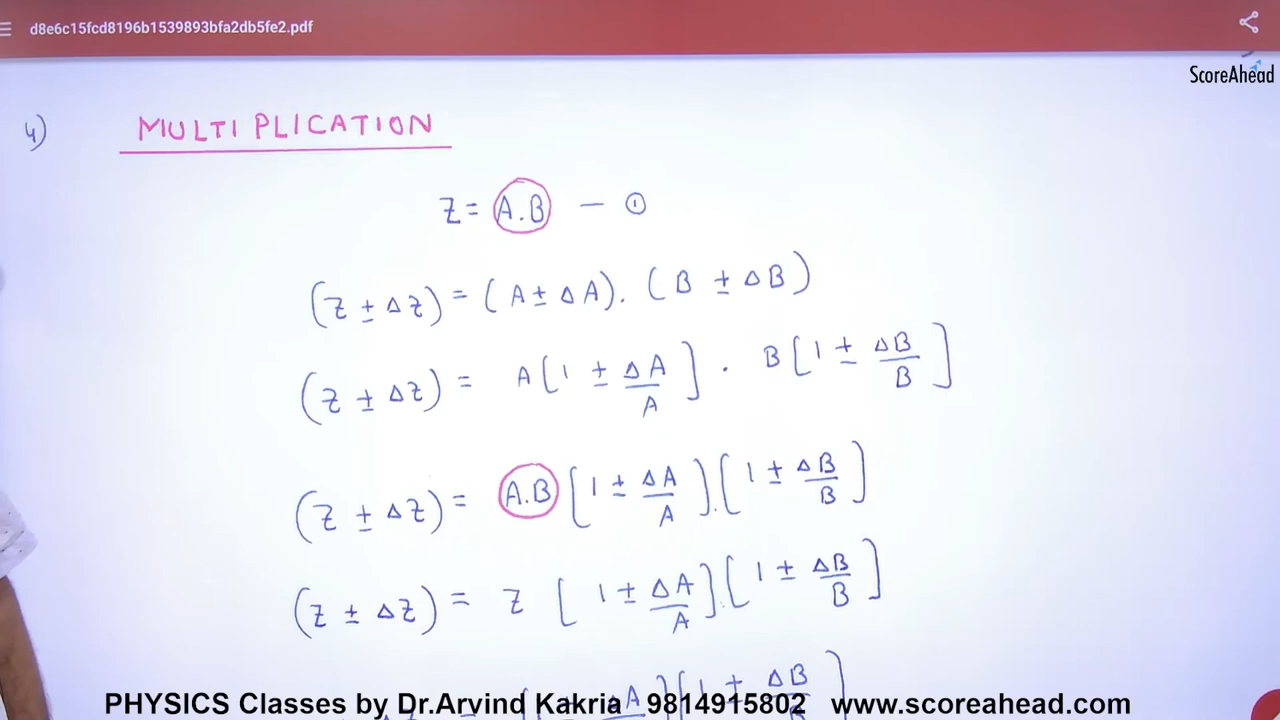 d8e6c15fcd8196b1539893bfa2db5fe2.pdf
ScoreAhead
4) MULTIPLICATION
Z = A.B — ①
(Z ± ΔZ) = (A ± ΔA). (B ± ΔB)
(Z ± ΔZ) = A[1 ± ΔA/A] . B[1 ± ΔB/B]
(Z ± ΔZ) = A.B [1 ± ΔA/A].[1 ± ΔB/B]
(Z ± ΔZ) = Z [1 ± ΔA/A].[1 ± ΔB/B]
PHYSICS Classes by Dr.Arvind Kakria 9814915802 www.scoreahead.com